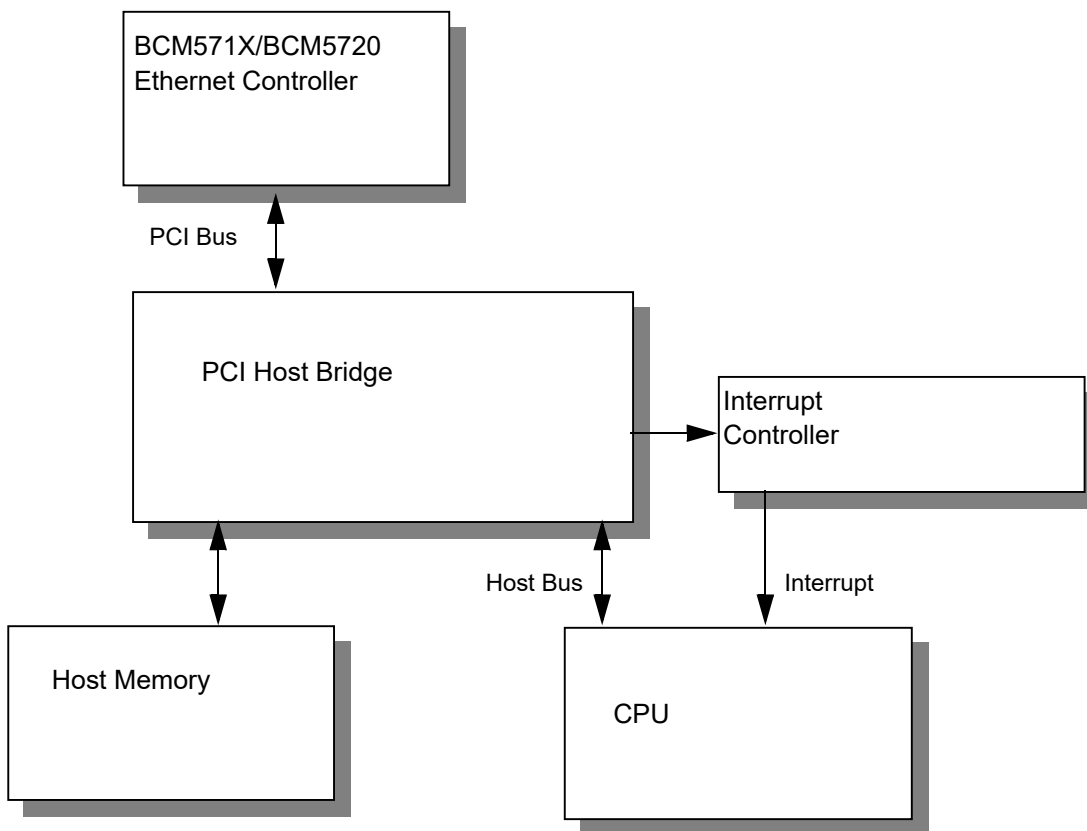 BCM571X/BCM5720
Ethernet Controller
PCI Bus
PCI Host Bridge
Interrupt
Controller
Host Bus
Interrupt
Host Memory
CPU